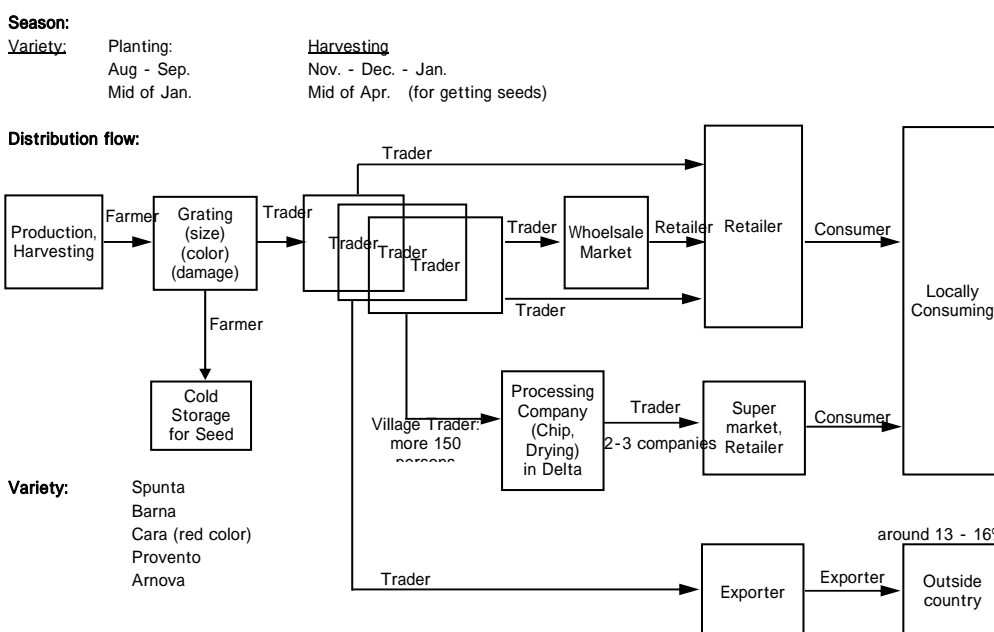 Season:
Variety: Planting: Harvesting
Aug - Sep. Nov. - Dec. - Jan.
Mid of Jan. Mid of Apr. (for getting seeds)
Distribution flow:
Trader
Production,
Harvesting
Farmer
Grating
(size)
(color)
(damage)
Trader
Trader
Trader
Trader
Trader
Whoelsale
Market
Retailer
Retailer
Consumer
Locally
Consuming
Trader
Farmer
Cold
Storage
for Seed
Village Trader:
more 150
persons
Processing
Company
(Chip,
Drying)
in Delta
Trader
2-3 companies
Super
market,
Retailer
Consumer
Variety: Spunta
Barna
Cara (red color)
Provento
Arnova
Trader
Exporter
Exporter
around 13 - 16%
Outside
country